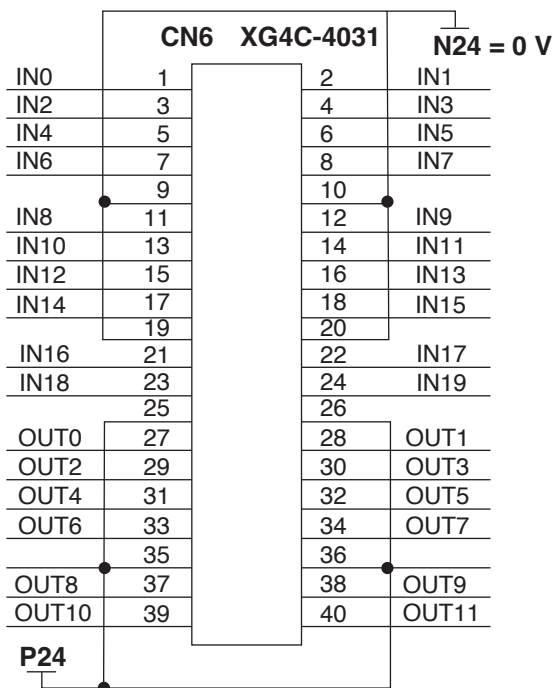 CN6 XG4C-4031
N24 = 0 V
IN0 1 2 IN1
IN2 3 4 IN3
IN4 5 6 IN5
IN6 7 8 IN7
9 10
IN8 11 12 IN9
IN10 13 14 IN11
IN12 15 16 IN13
IN14 17 18 IN15
19 20
IN16 21 22 IN17
IN18 23 24 IN19
25 26
OUT0 27 28 OUT1
OUT2 29 30 OUT3
OUT4 31 32 OUT5
OUT6 33 34 OUT7
35 36
OUT8 37 38 OUT9
OUT10 39 40 OUT11
P24